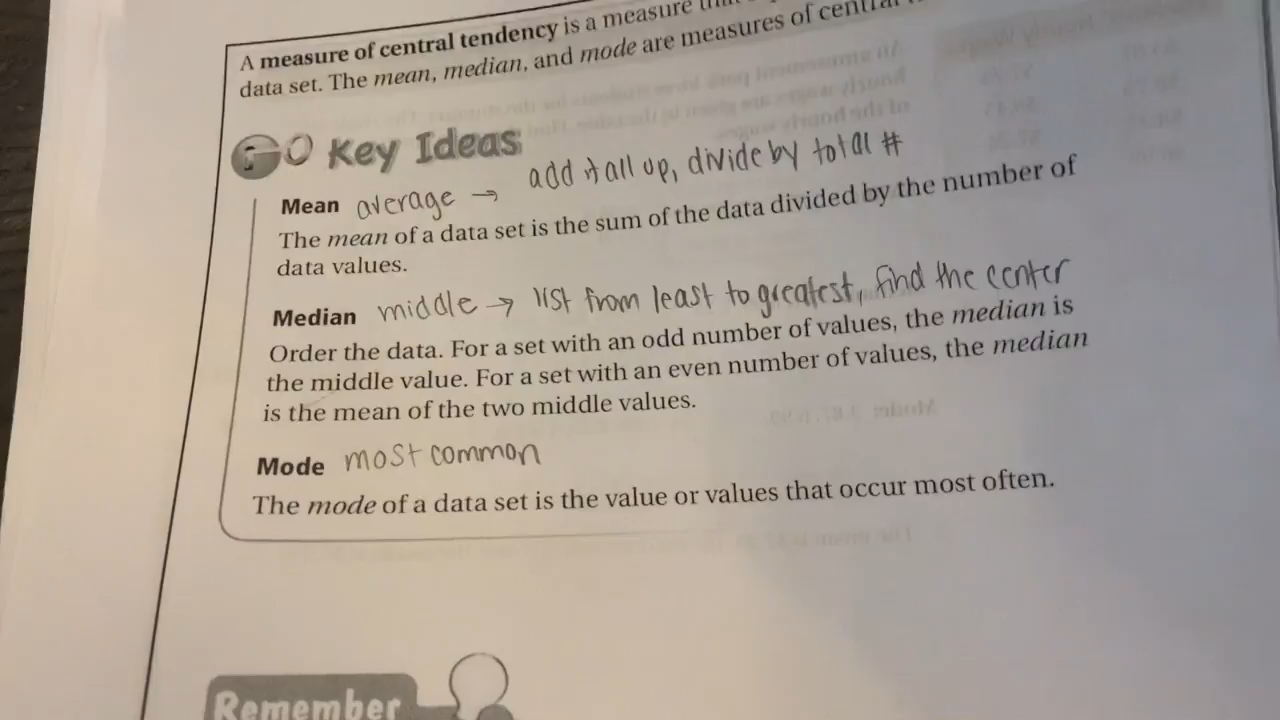 A measure of central tendency is a measure
data set. The mean, median, and mode are measures of central
Key Ideas
Mean average → add it all up, divide by total #
The mean of a data set is the sum of the data divided by the number of
data values.
Median middle → list from least to greatest, find the center
Order the data. For a set with an odd number of values, the median is
the middle value. For a set with an even number of values, the median
is the mean of the two middle values.
Mode most common
The mode of a data set is the value or values that occur most often.
Remember